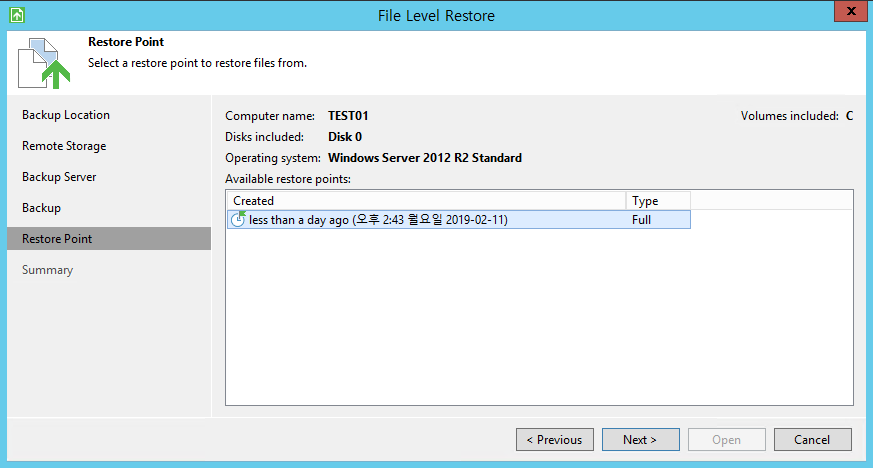 File Level Restore
x
Restore Point
Select a restore point to restore files from.
Backup Location
Remote Storage
Backup Server
Backup
Restore Point
Summary
Computer name: TEST01 Volumes included: C
Disks included: Disk 0
Operating system: Windows Server 2012 R2 Standard
Available restore points:
Created Type
less than a day ago (오후 2:43 월요일 2019-02-11) Full
< Previous Next > Open Cancel